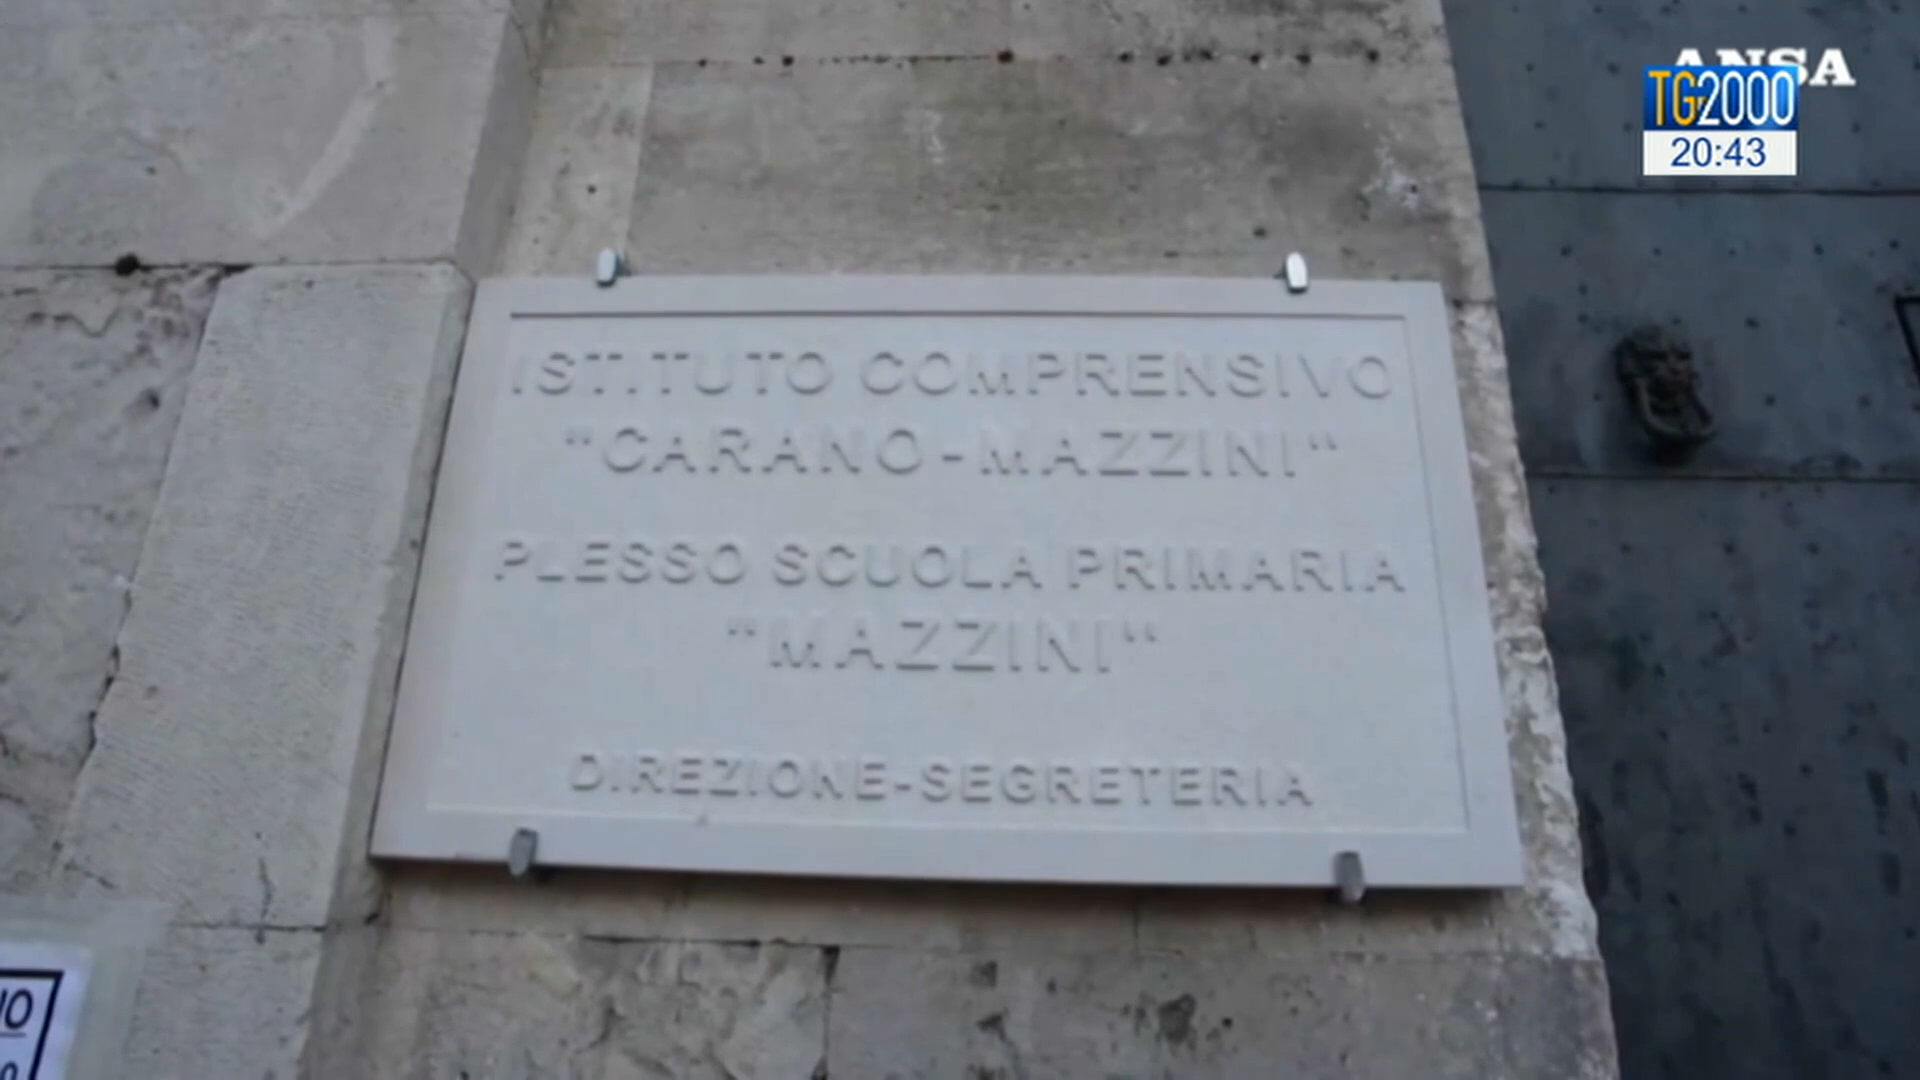 ANSA
TG2000
20:43
ISTITUTO COMPRENSIVO
"CARANO-MAZZINI"
PLESSO SCUOLA PRIMARIA
"MAZZINI"
DIREZIONE-SEGRETERIA